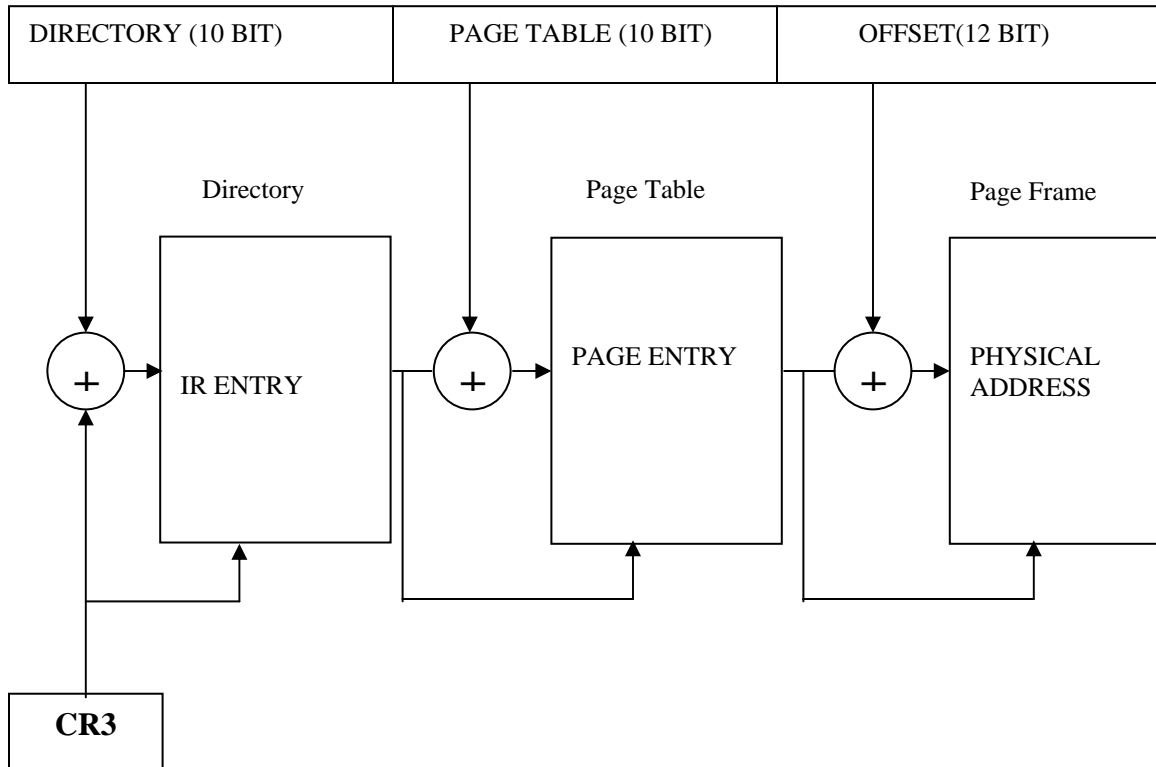 DIRECTORY (10 BIT)
PAGE TABLE (10 BIT)
OFFSET(12 BIT)
Directory
Page Table
Page Frame
+
IR ENTRY
+
PAGE ENTRY
+
PHYSICAL
ADDRESS
CR3